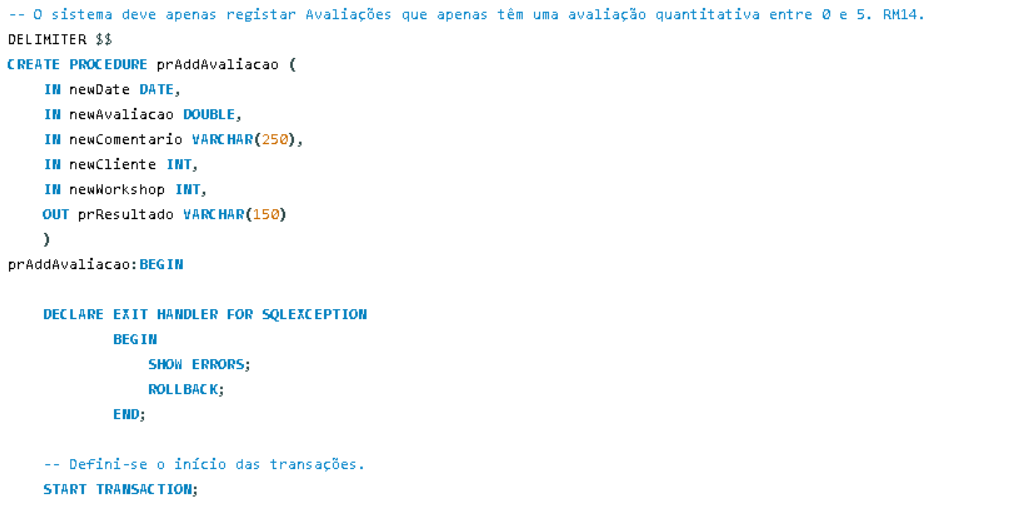 -- O sistema deve apenas registar Avaliações que apenas têm uma avaliação quantitativa entre 0 e 5. RM14.
DELIMITER $$
CREATE PROCEDURE prAddAvaliacao (
IN newDate DATE,
IN newAvaliacao DOUBLE,
IN newComentario VARCHAR(250),
IN newCliente INT,
IN newWorkshop INT,
OUT prResultado VARCHAR(150)
)
prAddAvaliacao:BEGIN
DECLARE EXIT HANDLER FOR SQLEXCEPTION
BEGIN
SHOW ERRORS;
ROLLBACK;
END;
-- Defini-se o início das transações.
START TRANSACTION;